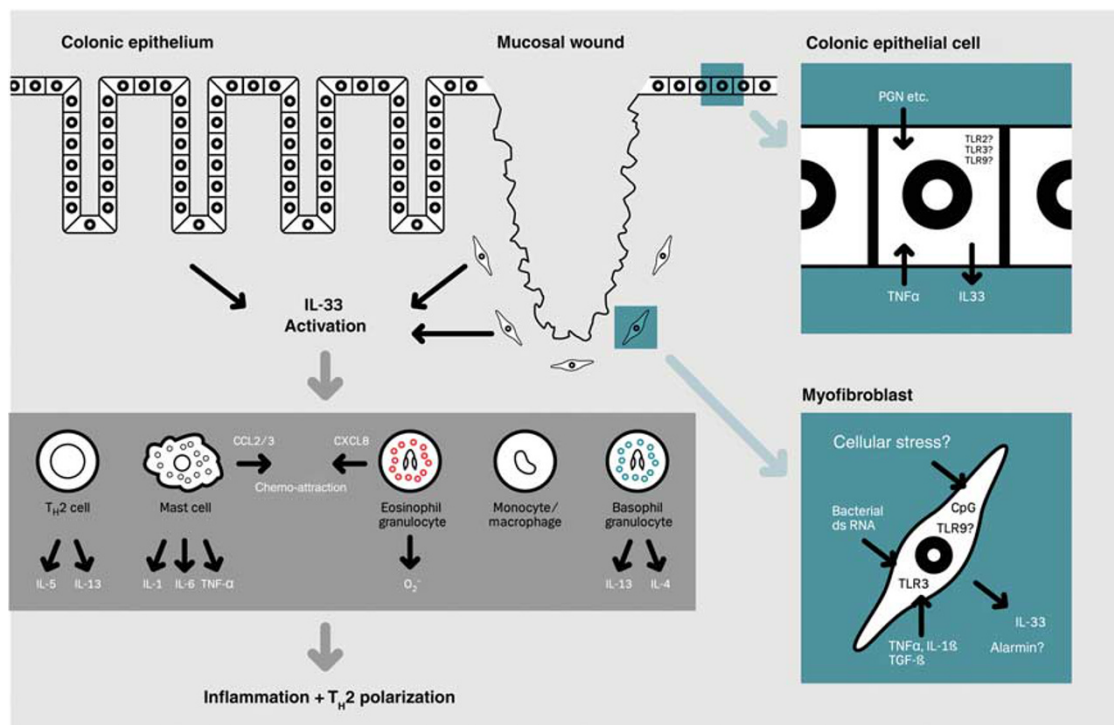 Colonic epithelium
Mucosal wound
Colonic epithelial cell
PGN etc.
TLR2?
TLR3?
TLR9?
TNFα
IL33
IL-33
Activation
Myofibroblast
Cellular stress?
CpG
TLR9?
Bacterial
ds RNA
TLR3
IL-33
Alarmin?
TNFα, IL-1ß
TGF-ß
CCL2/3
CXCL8
Chemo-attraction
TH2 cell
Mast cell
Eosinophil
granulocyte
Monocyte/
macrophage
Basophil
granulocyte
IL-5
IL-13
IL-1
IL-6
TNF-α
O2-
IL-13
IL-4
Inflammation + TH2 polarization